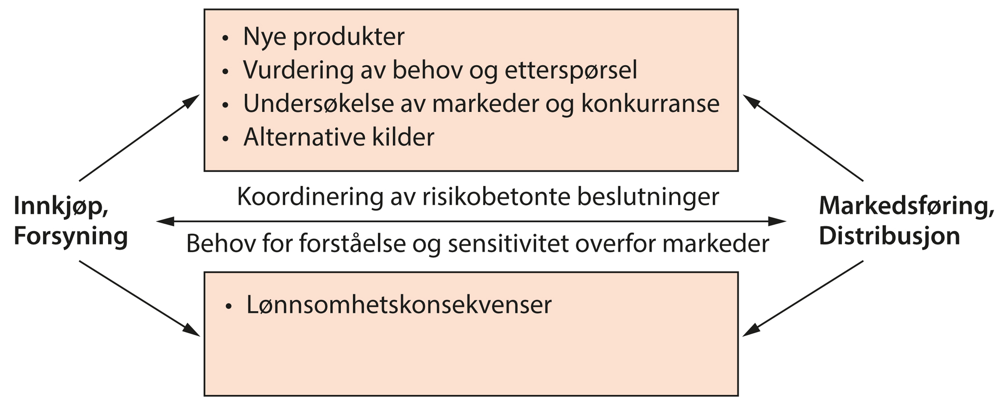 • Nye produkter
• Vurdering av behov og etterspørsel
• Undersøkelse av markeder og konkurranse
• Alternative kilder
Koordinering av risikobetonte beslutninger
Innkjøp,
Forsyning
Markedsføring,
Distribusjon
Behov for forståelse og sensitivitet overfor markeder
• Lønnsomhetskonsekvenser